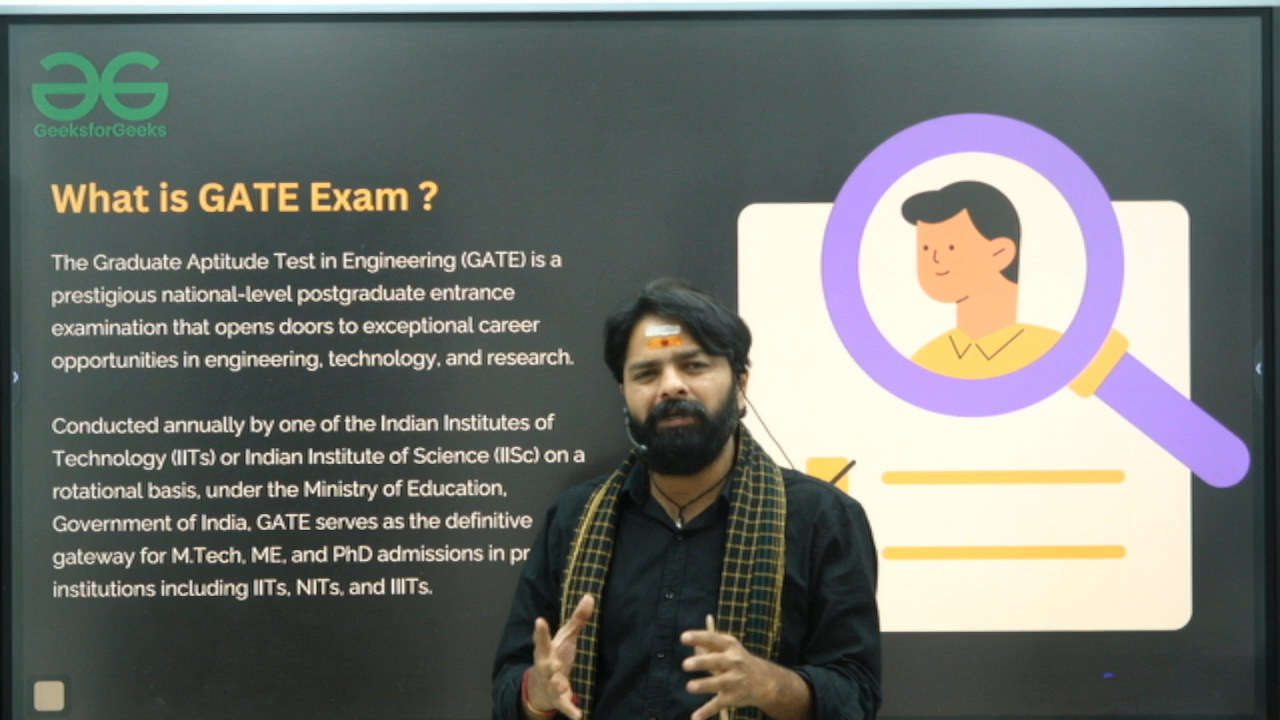 GeeksforGeeks
What is GATE Exam ?
The Graduate Aptitude Test in Engineering (GATE) is a
prestigious national-level postgraduate entrance
examination that opens doors to exceptional career
opportunities in engineering, technology, and research.
Conducted annually by one of the Indian Institutes of
Technology (IITs) or Indian Institute of Science (IISc) on a
rotational basis, under the Ministry of Education,
Government of India, GATE serves as the definitive
gateway for M.Tech, ME, and PhD admissions in
institutions including IITs, NITs, and IIITs.